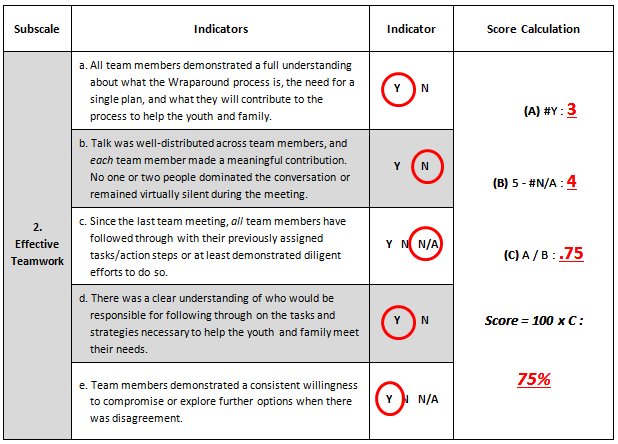 Subscale Indicators Indicator Score Calculation
2.
Effective
Teamwork
a. All team members demonstrated a full understanding
about what the Wraparound process is, the need for a
single plan, and what they will contribute to the
process to help the youth and family.
Y N
b. Talk was well-distributed across team members, and
each team member made a meaningful contribution.
No one or two people dominated the conversation or
remained virtually silent during the meeting.
Y N
c. Since the last team meeting, all team members have
followed through with their previously assigned
tasks/action steps or at least demonstrated diligent
efforts to do so.
Y N N/A
d. There was a clear understanding of who would be
responsible for following through on the tasks and
strategies necessary to help the youth and family meet
their needs.
Y N
e. Team members demonstrated a consistent willingness
to compromise or explore further options when there
was disagreement.
Y N N/A
(A) #Y : 3
(B) 5 - #N/A : 4
(C) A / B : .75
Score = 100 x C :
75%